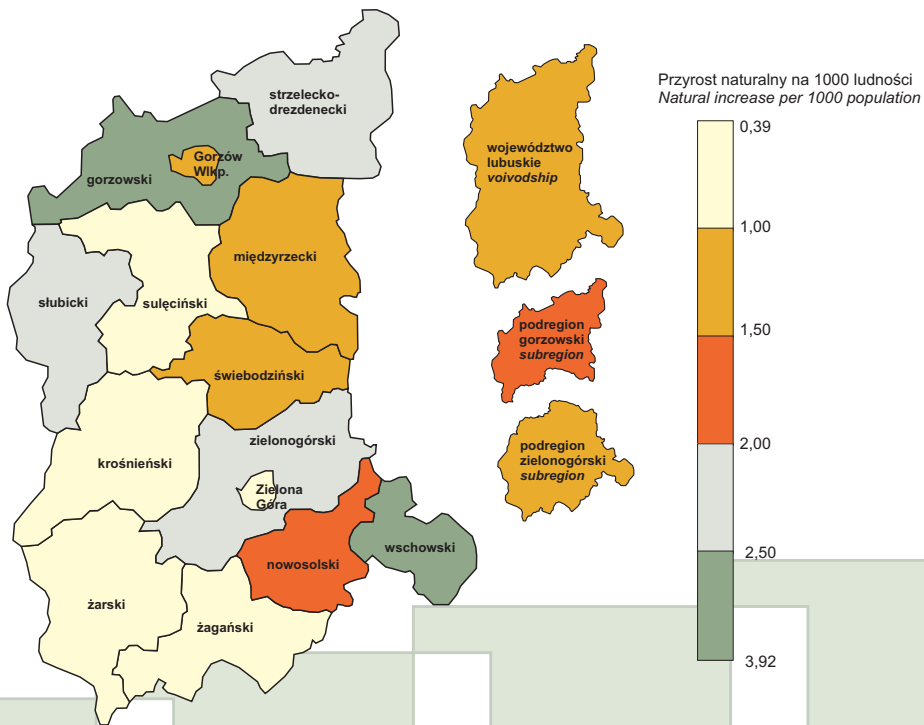 strzelecko-
drezdenecki
Gorzów
Wlkp.
gorzowski
międzyrzecki
słubicki
sulęciński
świebodziński
zielonogórski
krośnieński
Zielona
Góra
nowosolski
wschowski
żarski
żagański
województwo
lubuskie
voivodship
podregion
gorzowski
subregion
podregion
zielonogórski
subregion
Przyrost naturalny na 1000 ludności
Natural increase per 1000 population
0,39
1,00
1,50
2,00
2,50
3,92